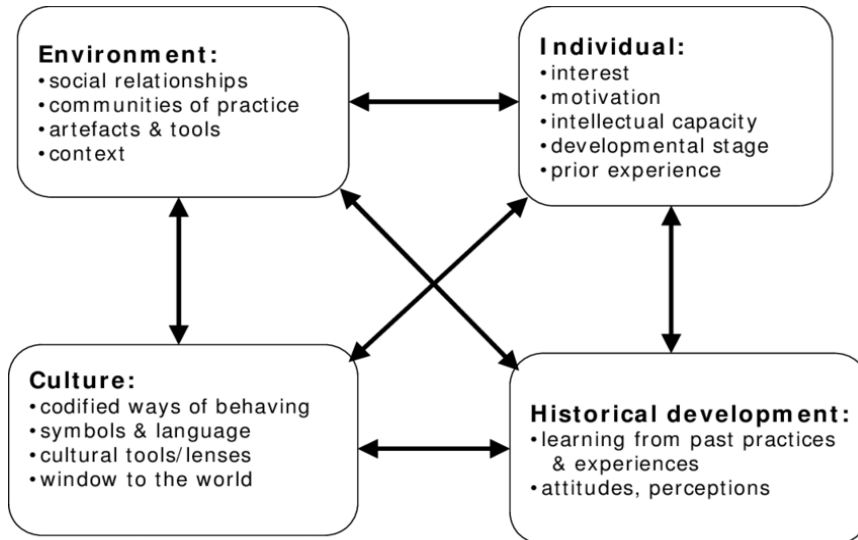 Environment:
•social relationships
•communities of practice
•artefacts & tools
•context
Individual:
•interest
•motivation
•intellectual capacity
•developmental stage
•prior experience
Culture:
•codified ways of behaving
•symbols & language
•cultural tools/lenses
•window to the world
Historical development:
•learning from past practices
& experiences
•attitudes, perceptions